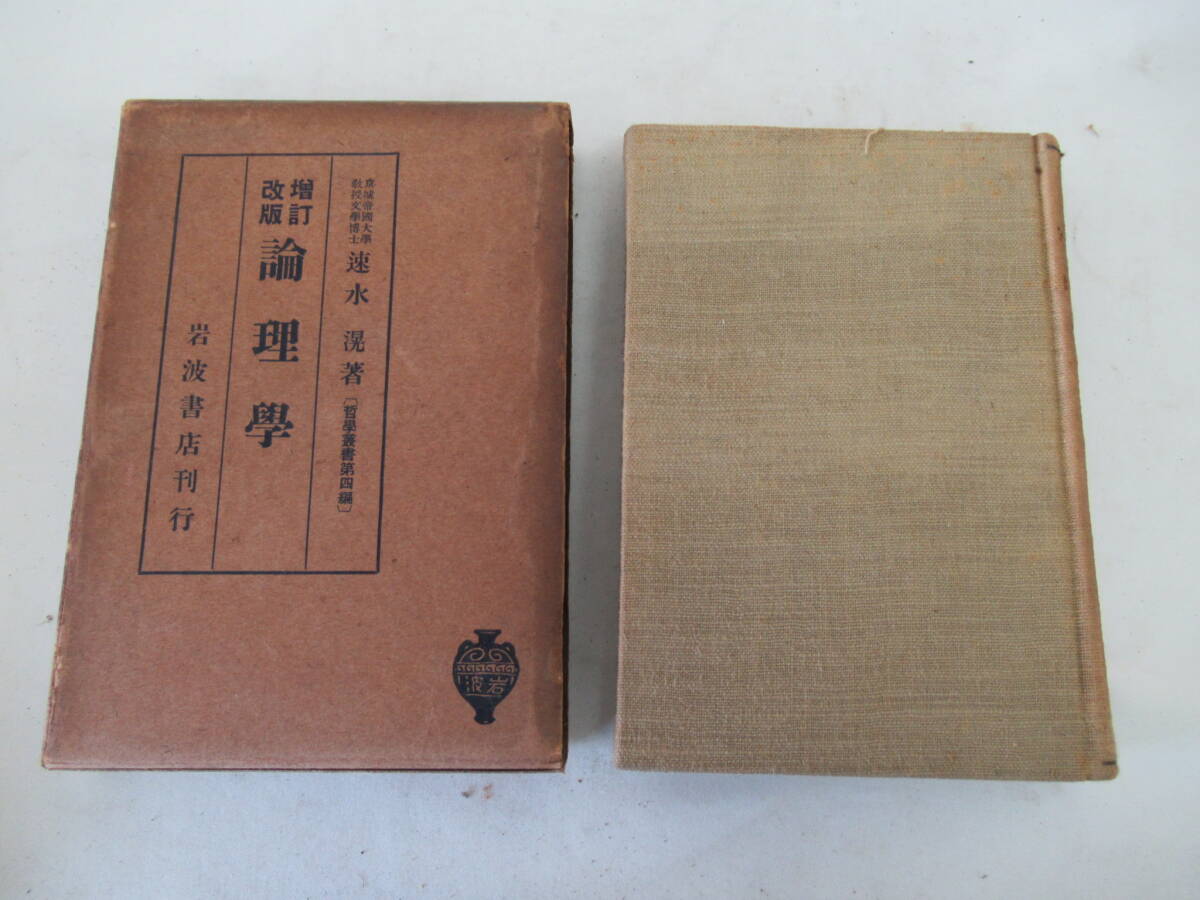 京城帝國大學
教授文學博士
速水滉著
〔哲學叢書第四編〕
增訂
改版
論理學
岩波書店刊行
岩波